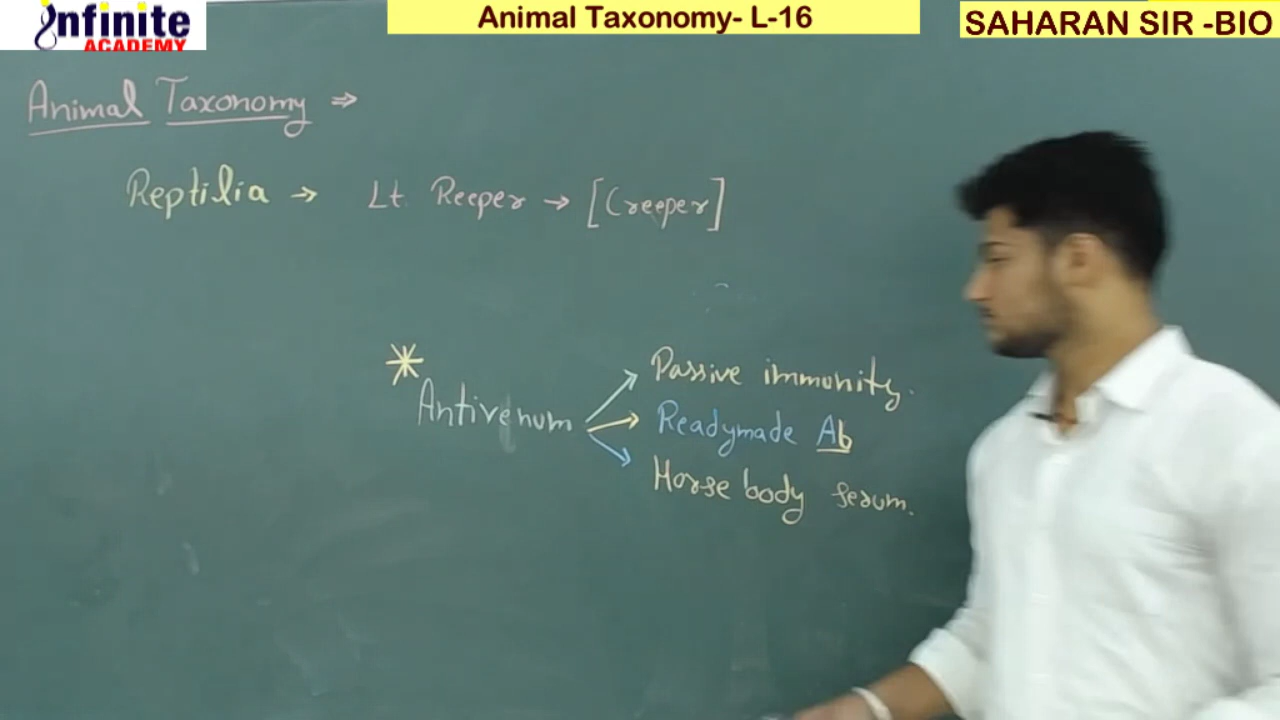 infinite
ACADEMY
Animal Taxonomy- L-16
SAHARAN SIR -BIO
Animal Taxonomy ⇒
Reptilia → Lt. Reeper → [Creeper]
* Antivenum
→ Passive immunity.
→ Readymade Ab
→ Horse body serum.